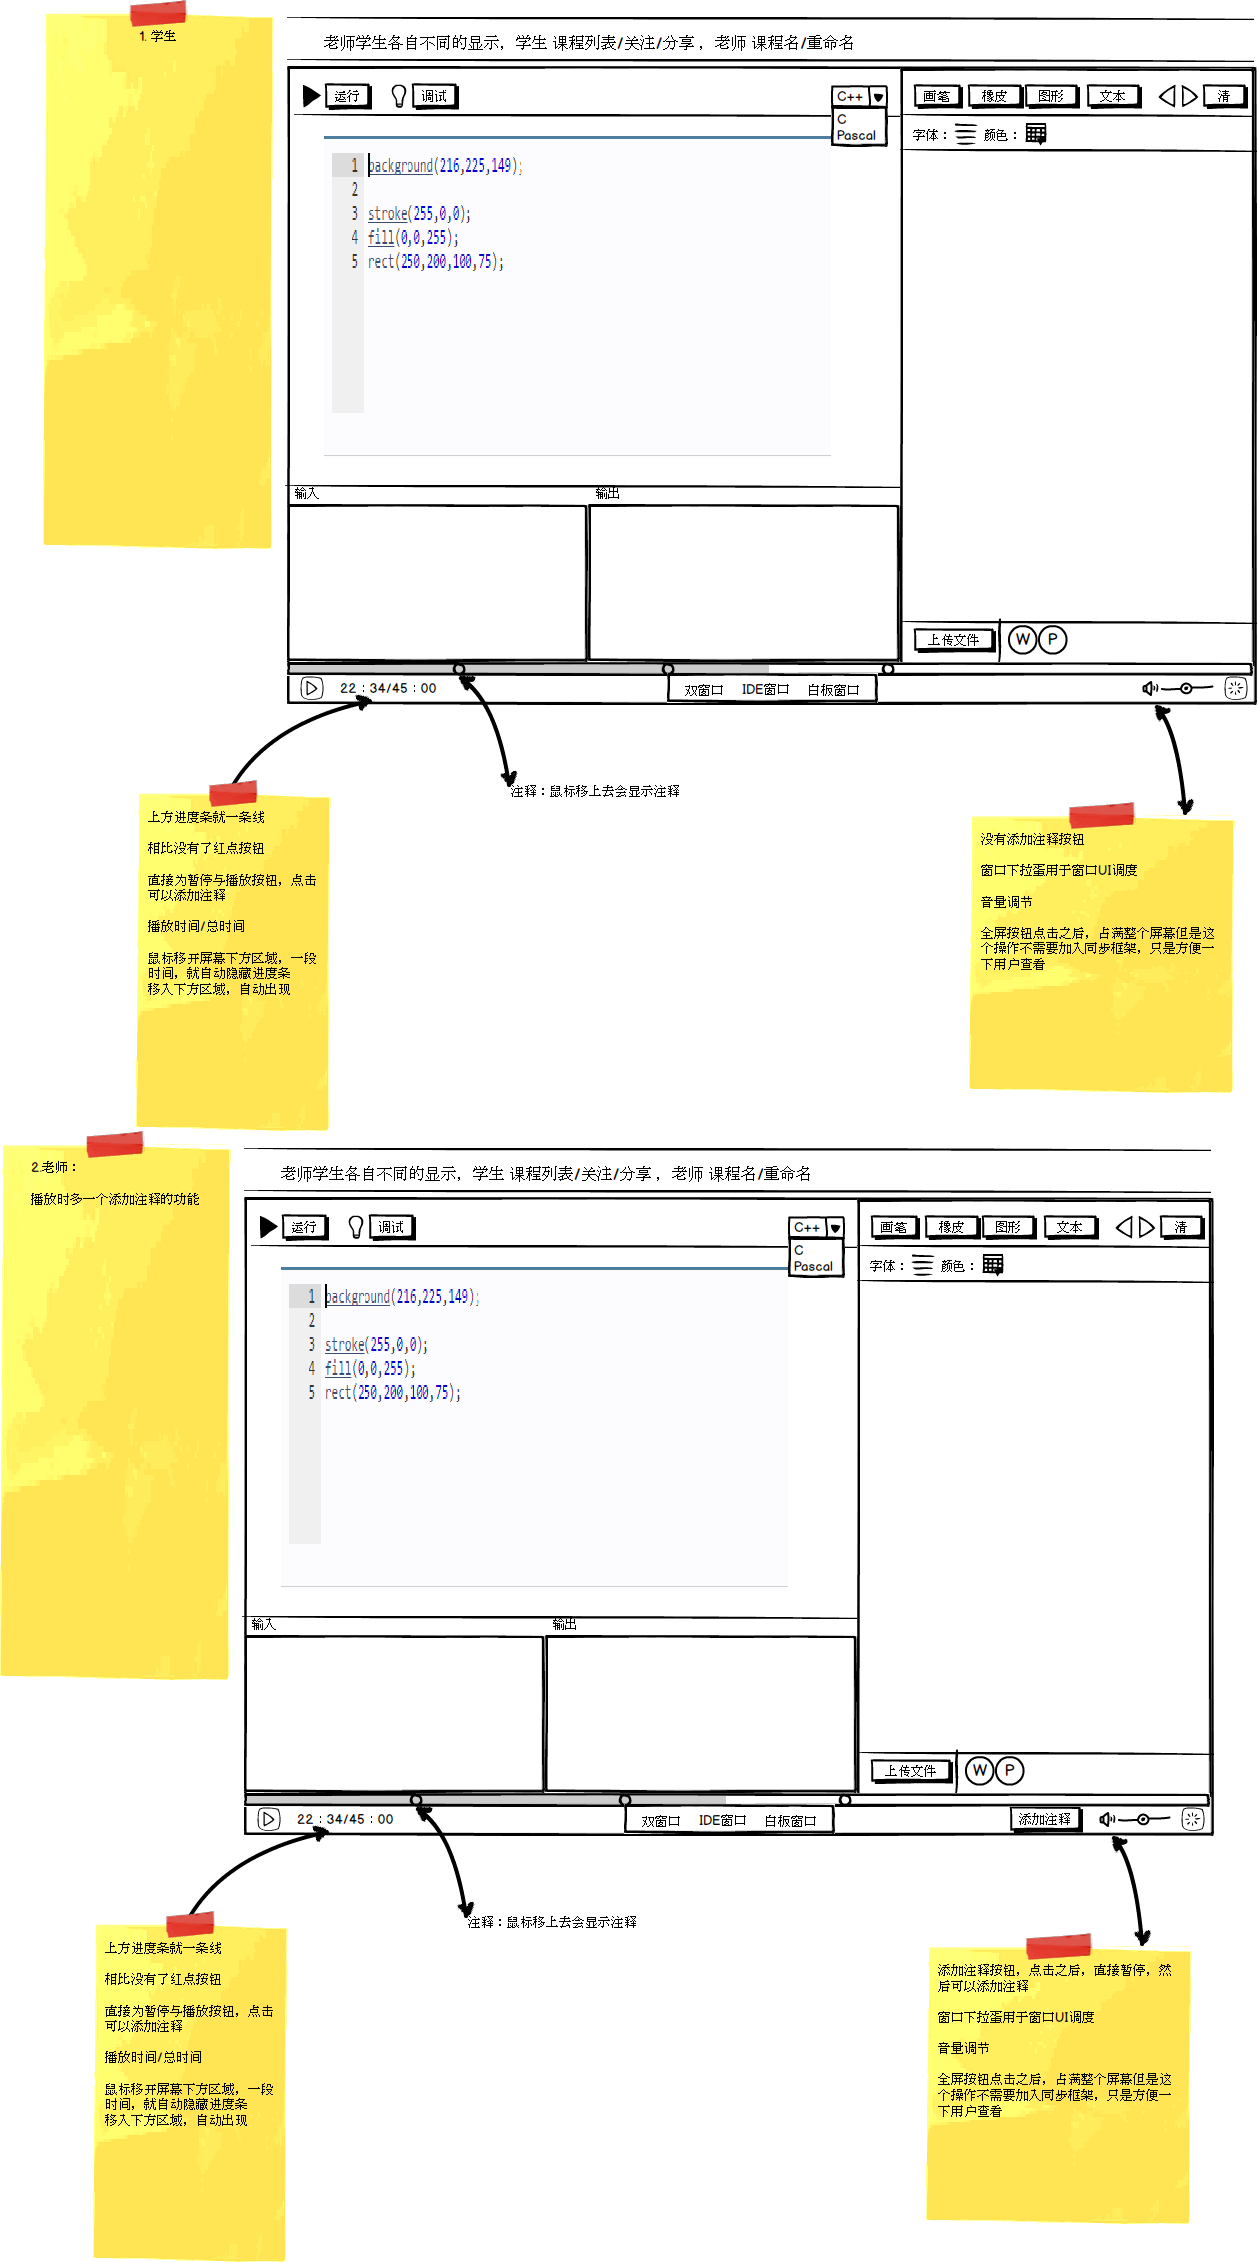 1. 学生
老师学生各自不同的显示，学生 课程列表/关注/分享 ，老师 课程名/重命名
运行
调试
C++
C
Pascal
画笔
橡皮
图形
文本
清
字体：
颜色：
1 background(216,225,149);
2
3 stroke(255,0,0);
4 fill(0,0,255);
5 rect(250,200,100,75);
输入
输出
上传文件
W
P
22：34/45：00
双窗口
IDE窗口
白板窗口
注释：鼠标移上去会显示注释
上方进度条就一条线
相比没有了红点按钮
直接为暂停与播放按钮，点击
可以添加注释
播放时间/总时间
鼠标移开屏幕下方区域，一段
时间，就自动隐藏进度条
移入下方区域，自动出现
没有添加注释按钮
窗口下拉蛋用于窗口UI调度
音量调节
全屏按钮点击之后，占满整个屏幕但是这
个操作不需要加入同步框架，只是方便一
下用户查看
2.老师：
播放时多一个添加注释的功能
老师学生各自不同的显示，学生 课程列表/关注/分享 ，老师 课程名/重命名
运行
调试
C++
C
Pascal
画笔
橡皮
图形
文本
清
字体：
颜色：
1 background(216,225,149);
2
3 stroke(255,0,0);
4 fill(0,0,255);
5 rect(250,200,100,75);
输入
输出
上传文件
W
P
22：34/45：00
双窗口
IDE窗口
白板窗口
添加注释
注释：鼠标移上去会显示注释
上方进度条就一条线
相比没有了红点按钮
直接为暂停与播放按钮，点击
可以添加注释
播放时间/总时间
鼠标移开屏幕下方区域，一段
时间，就自动隐藏进度条
移入下方区域，自动出现
添加注释按钮，点击之后，直接暂停，然
后可以添加注释
窗口下拉蛋用于窗口UI调度
音量调节
全屏按钮点击之后，占满整个屏幕但是这
个操作不需要加入同步框架，只是方便一
下用户查看